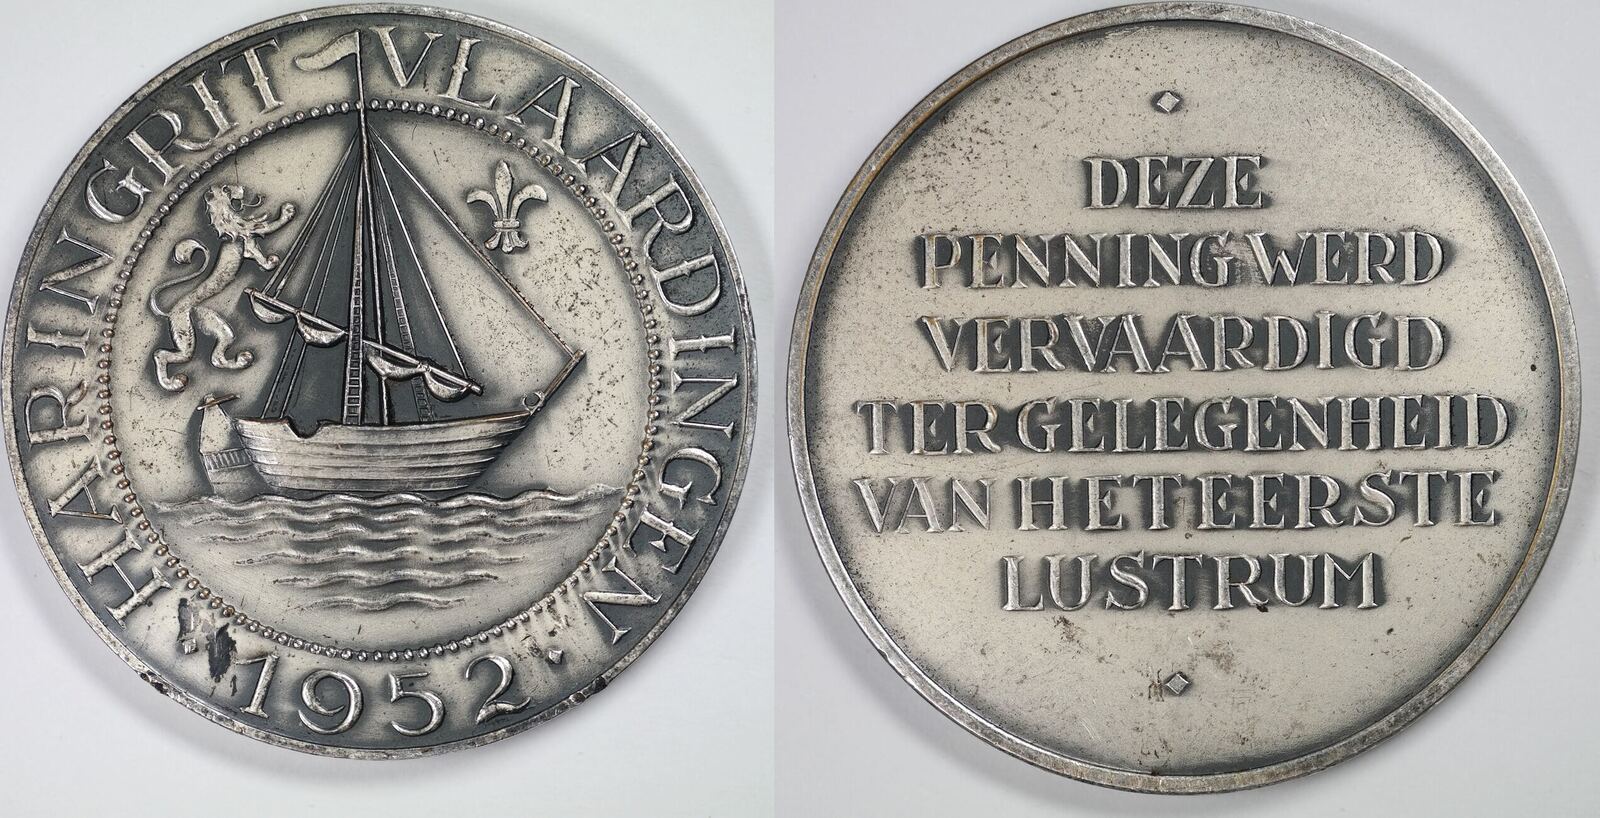 HARINGRIT VLAARDINGEN
1952
DEZE
PENNING WERD
VERVAARDIGD
TER GELEGENHEID
VAN HET EERSTE
LUSTRUM